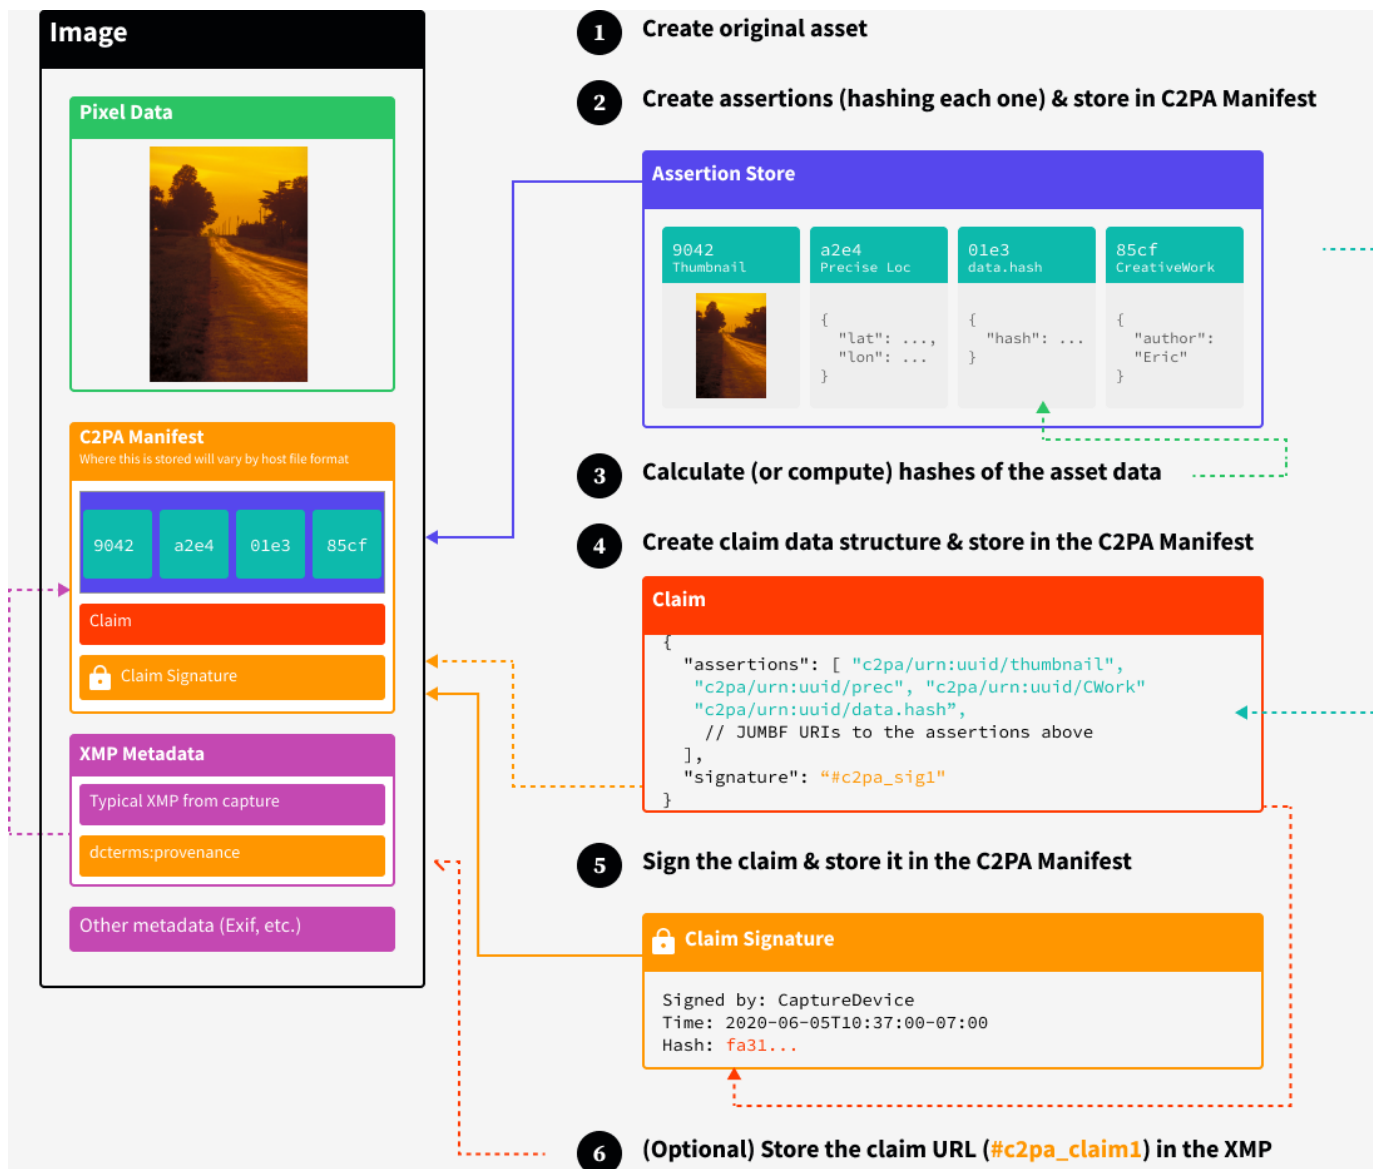 Image
Pixel Data
C2PA Manifest
Where this is stored will vary by host file format
9042 a2e4 01e3 85cf
Claim
Claim Signature
XMP Metadata
Typical XMP from capture
dcterms:provenance
Other metadata (Exif, etc.)
1 Create original asset
2 Create assertions (hashing each one) & store in C2PA Manifest
Assertion Store
9042
Thumbnail
a2e4
Precise Loc
{
"lat": ...,
"lon": ...
}
01e3
data.hash
{
"hash": ...
}
85cf
CreativeWork
{
"author":
"Eric"
}
3 Calculate (or compute) hashes of the asset data
4 Create claim data structure & store in the C2PA Manifest
Claim
{
"assertions": [ "c2pa/urn:uuid/thumbnail",
"c2pa/urn:uuid/prec", "c2pa/urn:uuid/CWork"
"c2pa/urn:uuid/data.hash”,
// JUMBF URIs to the assertions above
],
"signature": “#c2pa_sig1"
}
5 Sign the claim & store it in the C2PA Manifest
Claim Signature
Signed by: CaptureDevice
Time: 2020-06-05T10:37:00-07:00
Hash: fa31...
6 (Optional) Store the claim URL (#c2pa_claim1) in the XMP